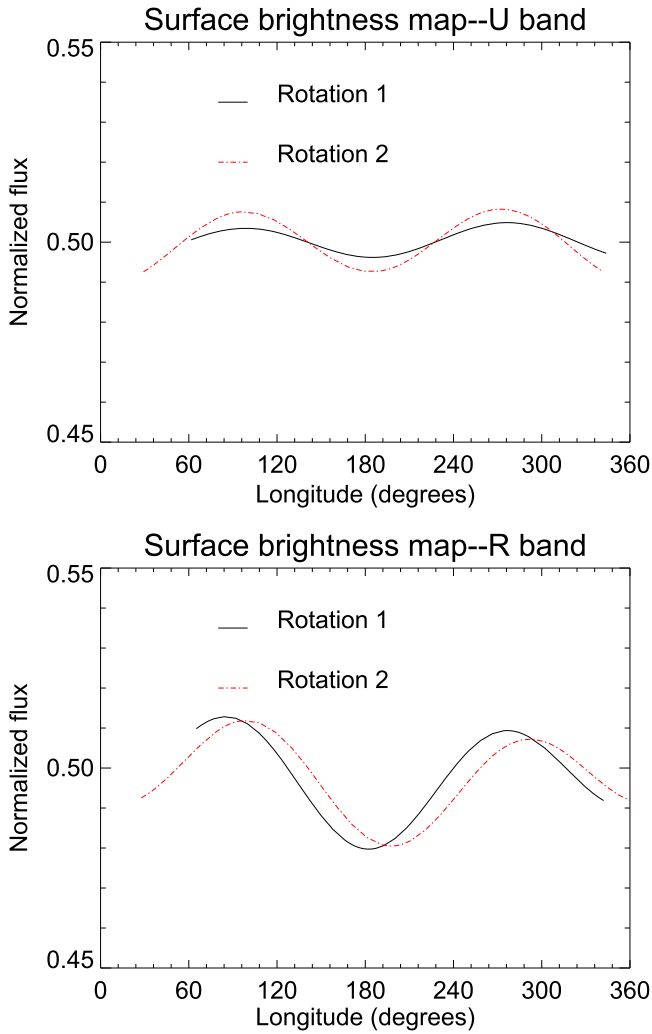 Surface brightness map--U band
0.55
Rotation 1
Rotation 2
Normalized flux
0.50
0.45
0 60 120 180 240 300 360
Longitude (degrees)
Surface brightness map--R band
0.55
Rotation 1
Rotation 2
Normalized flux
0.50
0.45
0 60 120 180 240 300 360
Longitude (degrees)